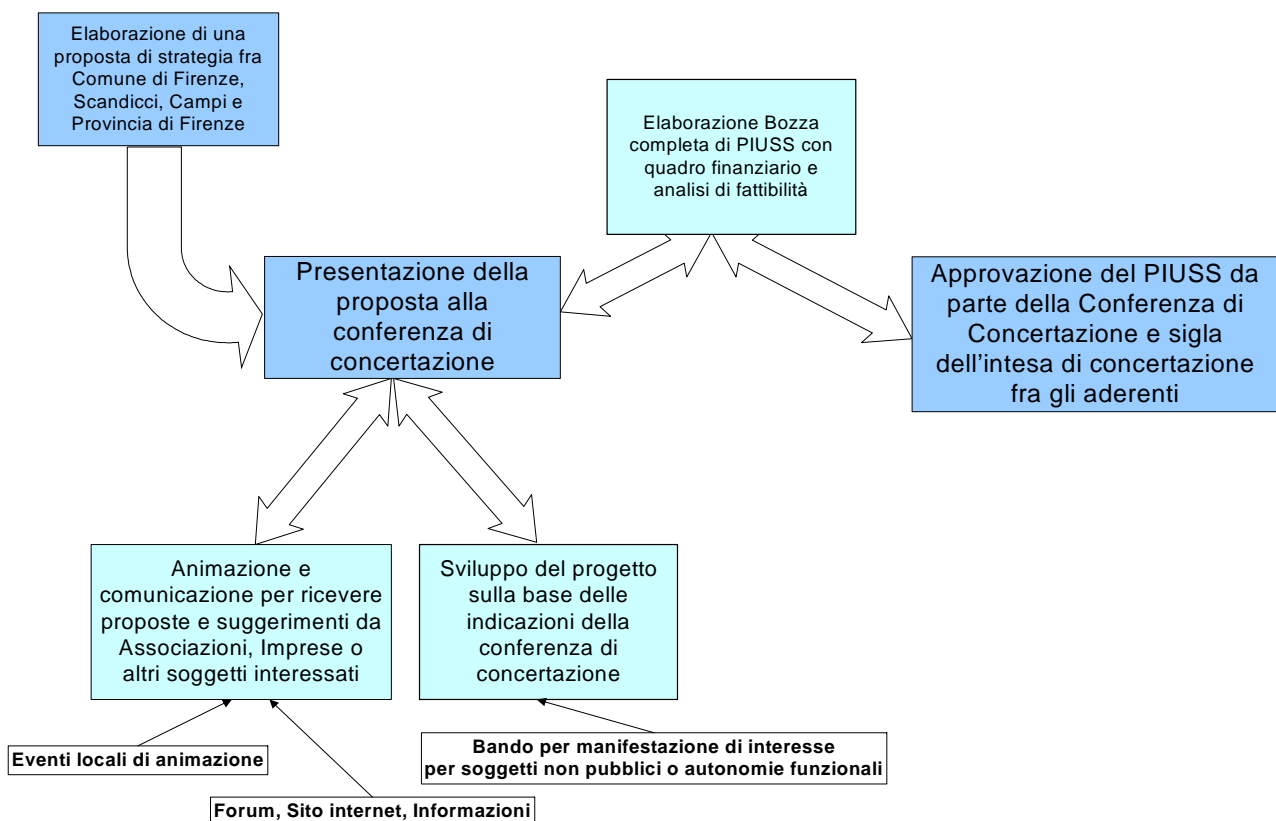 Elaborazione di una
proposta di strategia fra
Comune di Firenze,
Scandicci, Campi e
Provincia di Firenze
Elaborazione Bozza
completa di PIUSS con
quadro finanziario e
analisi di fattibilità
Presentazione della
proposta alla
conferenza di
concertazione
Approvazione del PIUSS da
parte della Conferenza di
Concertazione e sigla
dell'intesa di concertazione
fra gli aderenti
Animazione e
comunicazione per ricevere
proposte e suggerimenti da
Associazioni, Imprese o
altri soggetti interessati
Sviluppo del progetto
sulla base delle
indicazioni della
conferenza di
concertazione
Eventi locali di animazione
Bando per manifestazione di interesse
per soggetti non pubblici o autonomie funzionali
Forum, Sito internet, Informazioni